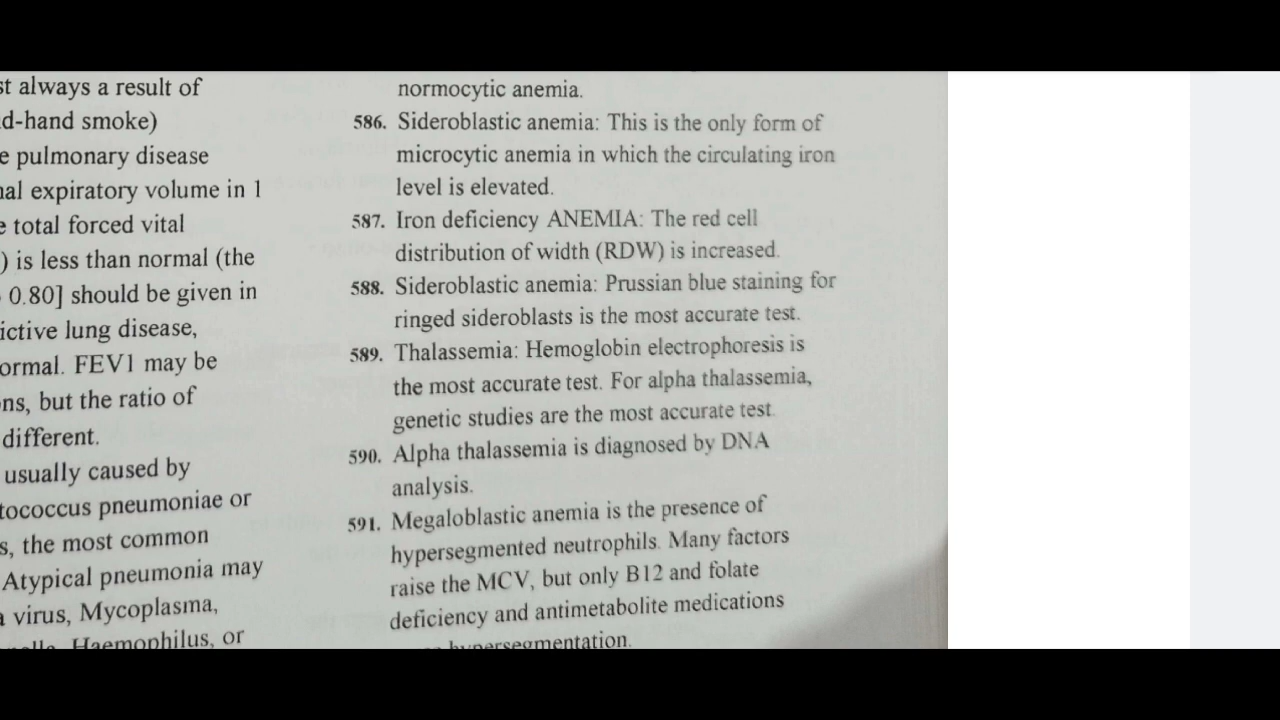 st always a result of
d-hand smoke)
e pulmonary disease
nal expiratory volume in 1
e total forced vital
) is less than normal (the
0.80] should be given in
ictive lung disease,
ormal. FEV1 may be
ns, but the ratio of
different.
usually caused by
tococcus pneumoniae or
s, the most common
Atypical pneumonia may
a virus, Mycoplasma,
Haemophilus, or
normocytic anemia.
586. Sideroblastic anemia: This is the only form of
microcytic anemia in which the circulating iron
level is elevated.
587. Iron deficiency ANEMIA: The red cell
distribution of width (RDW) is increased.
588. Sideroblastic anemia: Prussian blue staining for
ringed sideroblasts is the most accurate test.
589. Thalassemia: Hemoglobin electrophoresis is
the most accurate test. For alpha thalassemia,
genetic studies are the most accurate test.
590. Alpha thalassemia is diagnosed by DNA
analysis.
591. Megaloblastic anemia is the presence of
hypersegmented neutrophils. Many factors
raise the MCV, but only B12 and folate
deficiency and antimetabolite medications
hypersegmentation.